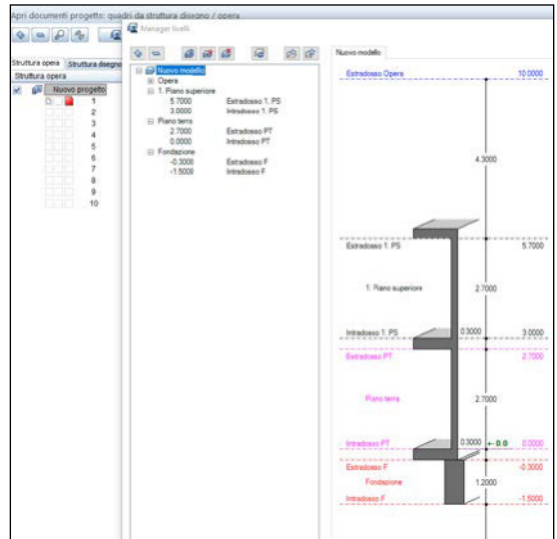 Apri documenti progetto: quadri da struttura disegno / opera
Manager livelli
Struttura opera
Struttura disegno
Struttura opera
Nuovo progetto
1
2
3
4
5
6
7
8
9
10
Nuovo modello
Opera
1. Piano superiore
5.7000 Estradosso 1. PS
3.0000 Intradosso 1. PS
Piano terra
2.7000 Estradosso PT
0.0000 Intradosso PT
Fondazione
-0.3000 Estradosso F
-1.5000 Intradosso F
Nuovo modello
Estradosso Opera 10.0000
4.3000
Estradosso 1. PS 5.7000
1. Piano superiore 2.7000
Intradosso 1. PS 0.3000 3.0000
Estradosso PT 2.7000
Piano terra 2.7000
Intradosso PT 0.3000 +-0.0 0.0000
Estradosso F -0.3000
Fondazione 1.2000
Intradosso F -1.5000